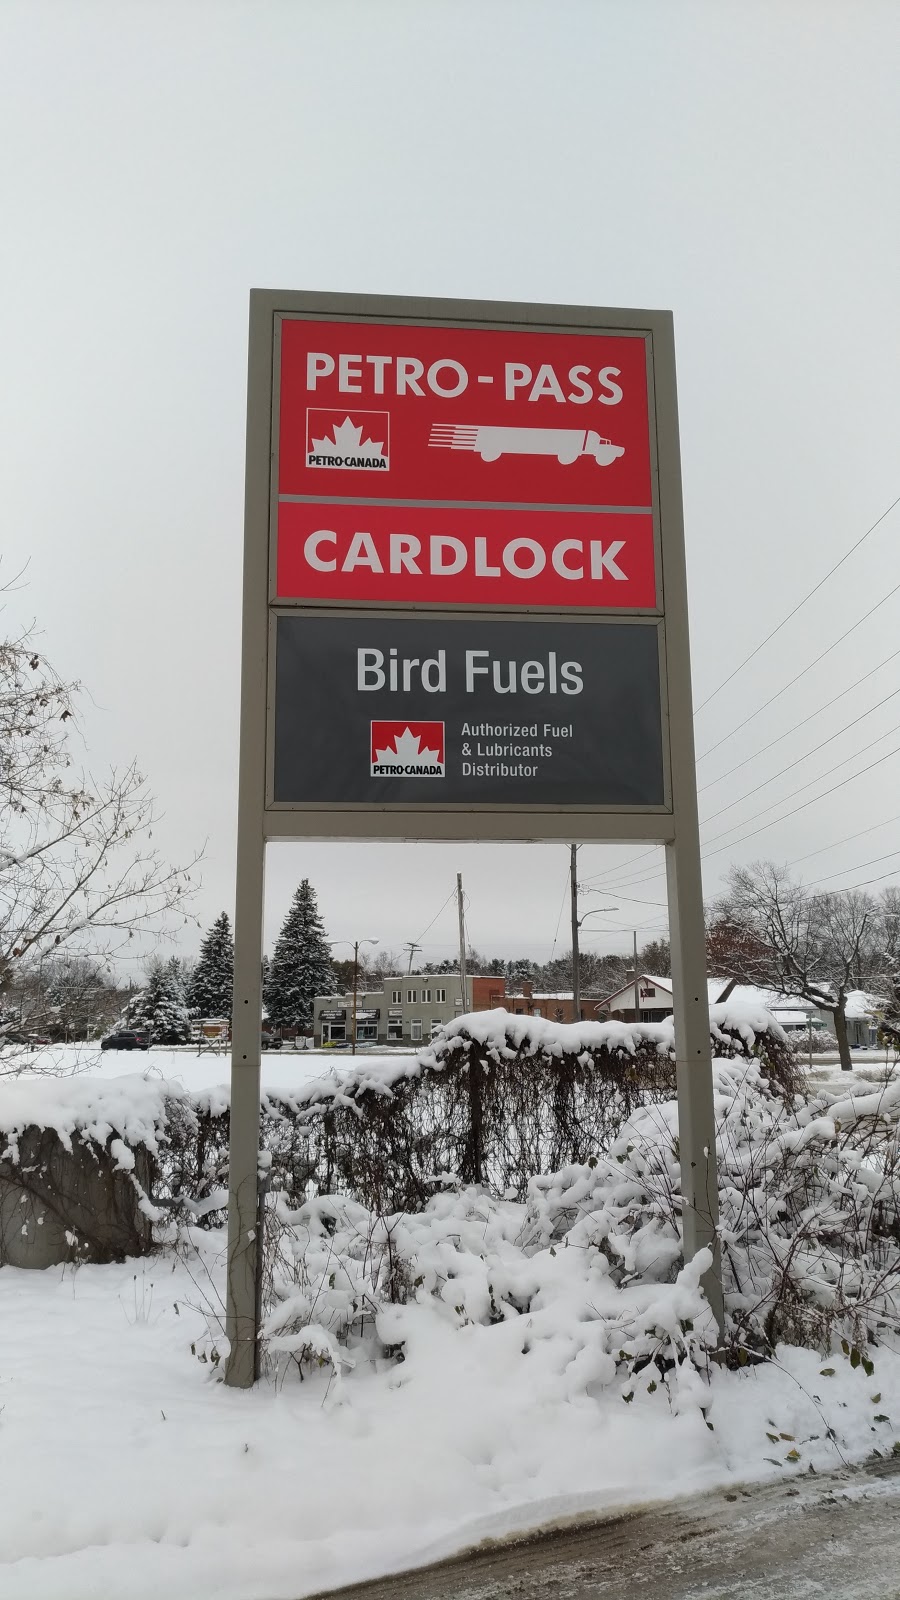 PETRO-PASS
PETRO-CANADA
CARDLOCK
Bird Fuels
PETRO-CANADA
Authorized Fuel
& Lubricants
Distributor